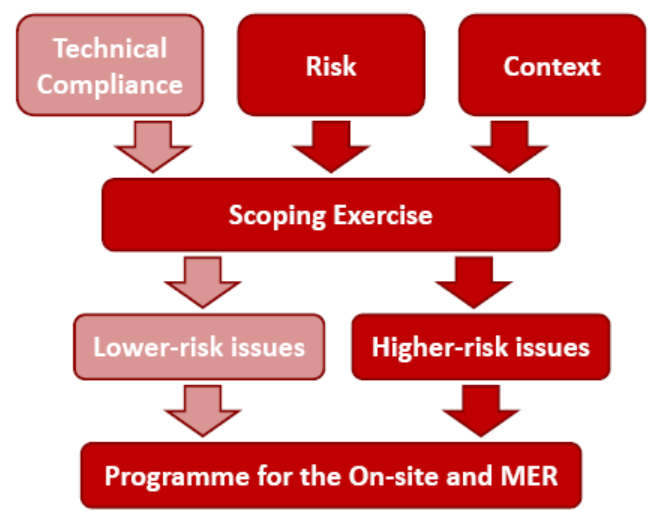 Technical
Compliance
Risk
Context
Scoping Exercise
Lower-risk issues
Higher-risk issues
Programme for the On-site and MER